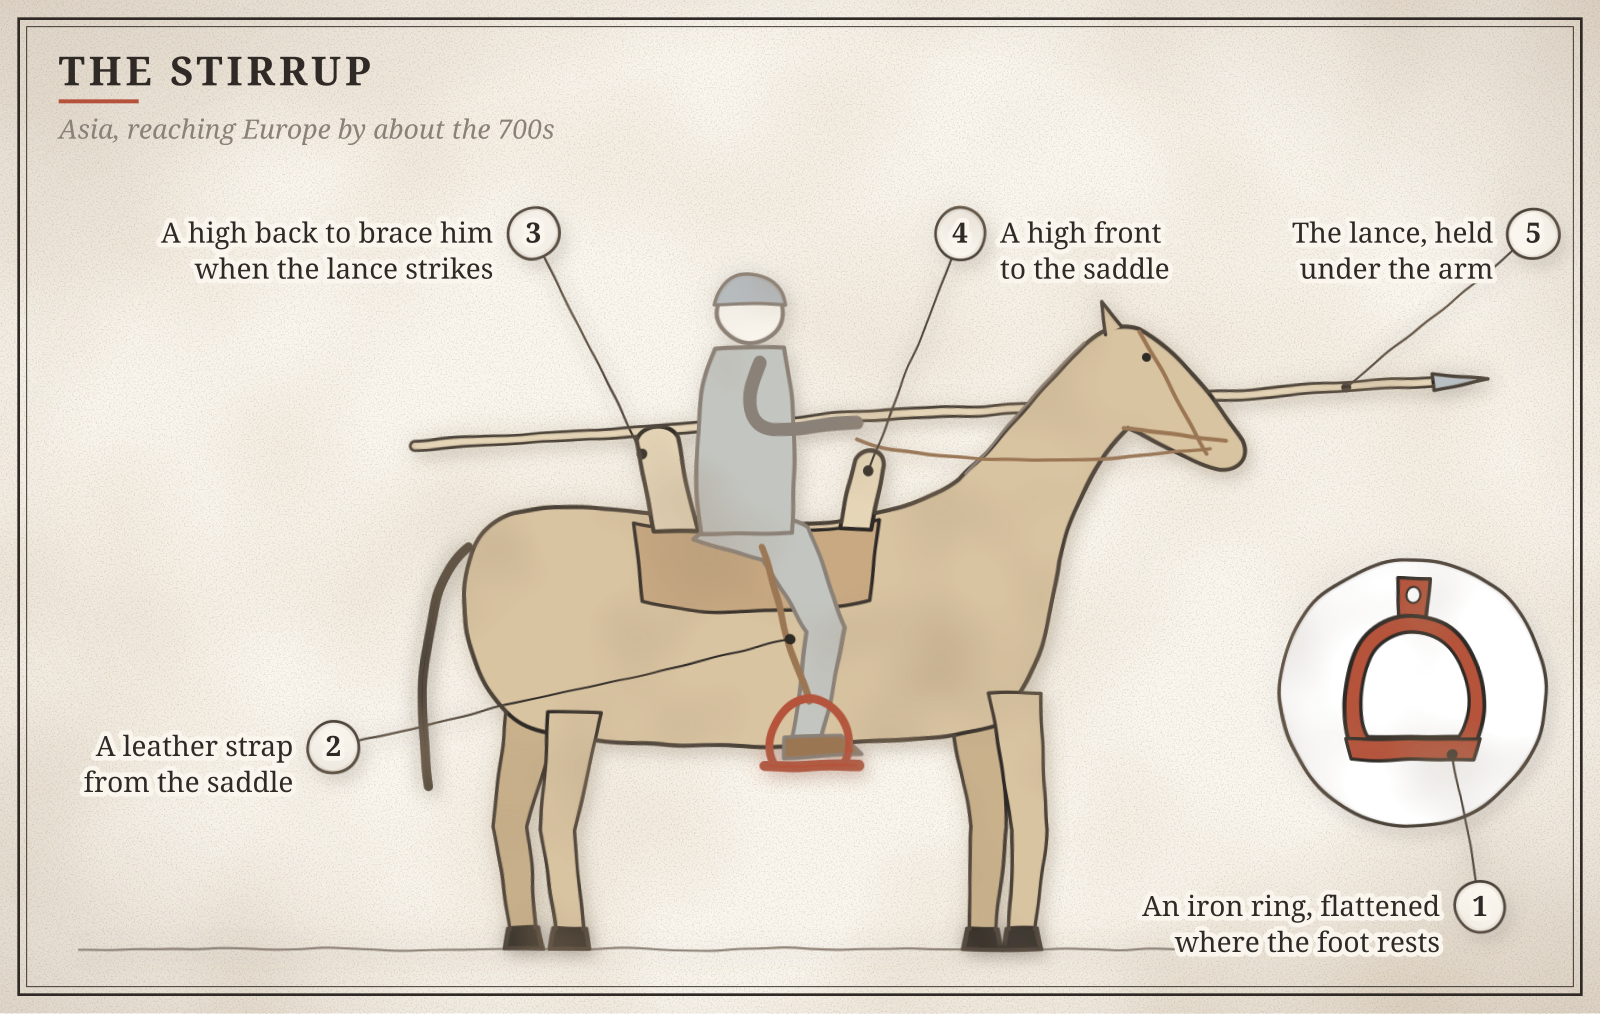 THE STIRRUP
Asia, reaching Europe by about the 700s
A high back to brace him
when the lance strikes
3
4
A high front
to the saddle
The lance, held
under the arm
5
A leather strap
from the saddle
2
An iron ring, flattened
where the foot rests
1